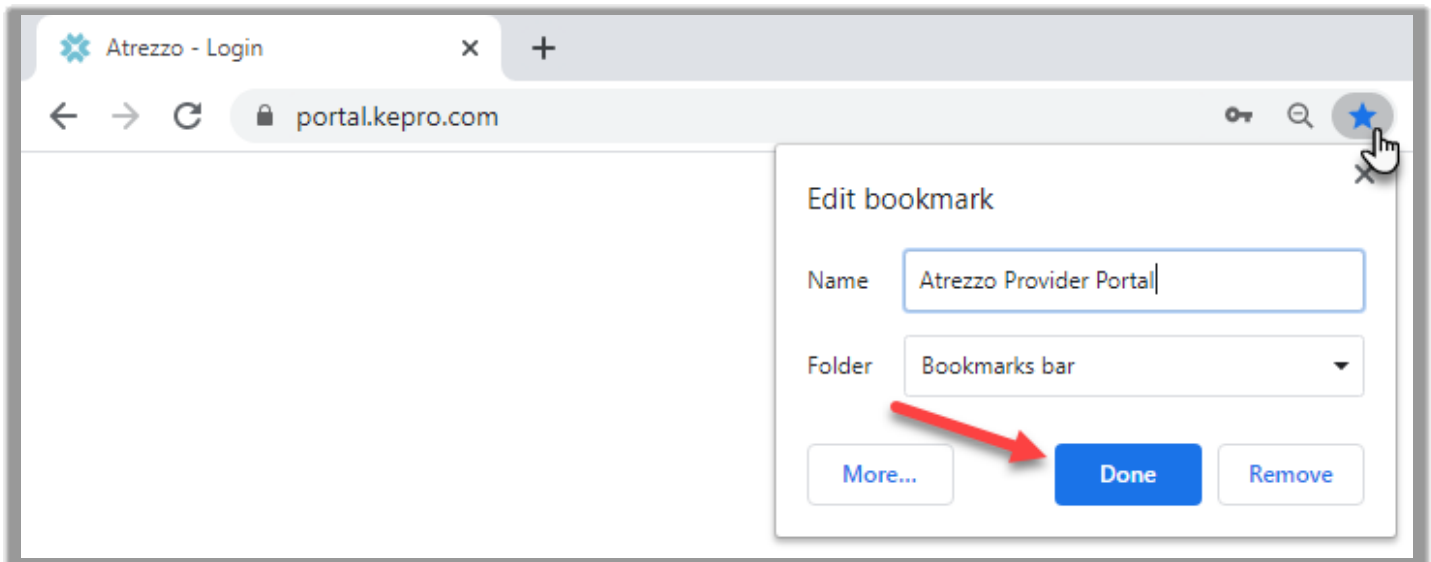 Atrezzo - Login
portal.kepro.com
Edit bookmark
Name Atrezzo Provider Portal
Folder Bookmarks bar
More... Done Remove